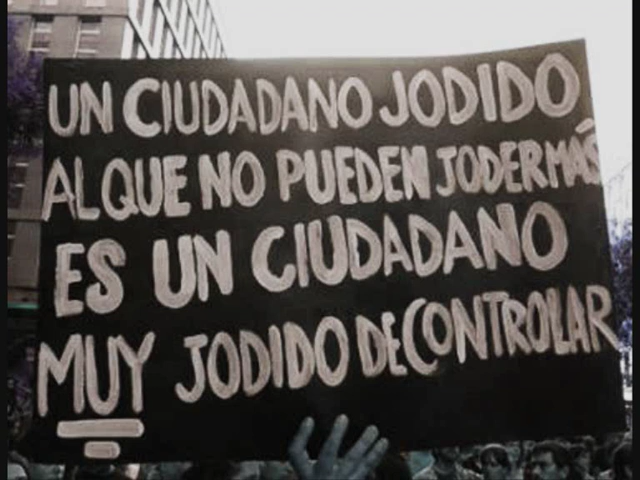 UN CIUDADANO JODIDO
AL QUE NO PUEDEN JODER MÁS
ES UN CIUDADANO
MUY JODIDO DE CONTROLAR